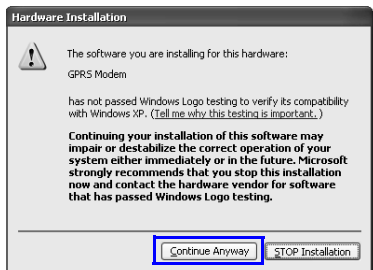 Hardware Installation
The software you are installing for this hardware:
GPRS Modem
has not passed Windows Logo testing to verify its compatibility
with Windows XP. (Tell me why this testing is important. )
Continuing your installation of this software may
impair or destabilize the correct operation of your
system either immediately or in the future. Microsoft
strongly recommends that you stop this installation
now and contact the hardware vendor for software
that has passed Windows Logo testing.
Continue Anyway STOP Installation